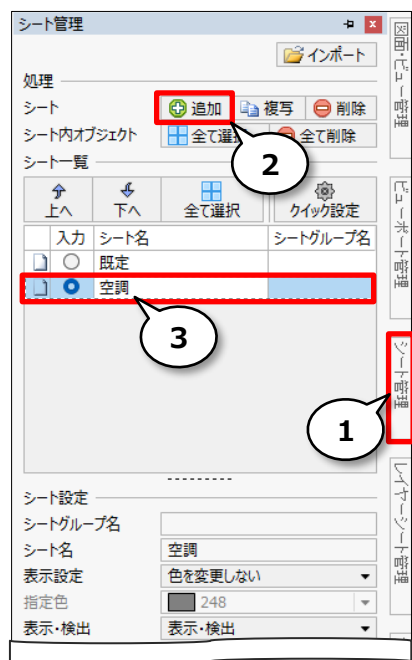 シート管理
インポート
処理
シート 追加 複写 削除
シート内オブジェクト 全て選 全て削除
2
シート一覧
上へ 下へ 全て選択 クイック設定
入力 シート名 シートグループ名
既定
空調
3
1
シート設定
シートグループ名
シート名 空調
表示設定 色を変更しない
指定色 248
表示・検出 表示・検出
図面・ビュー管理
ビューポート管理
シート管理
レイヤーシート管理